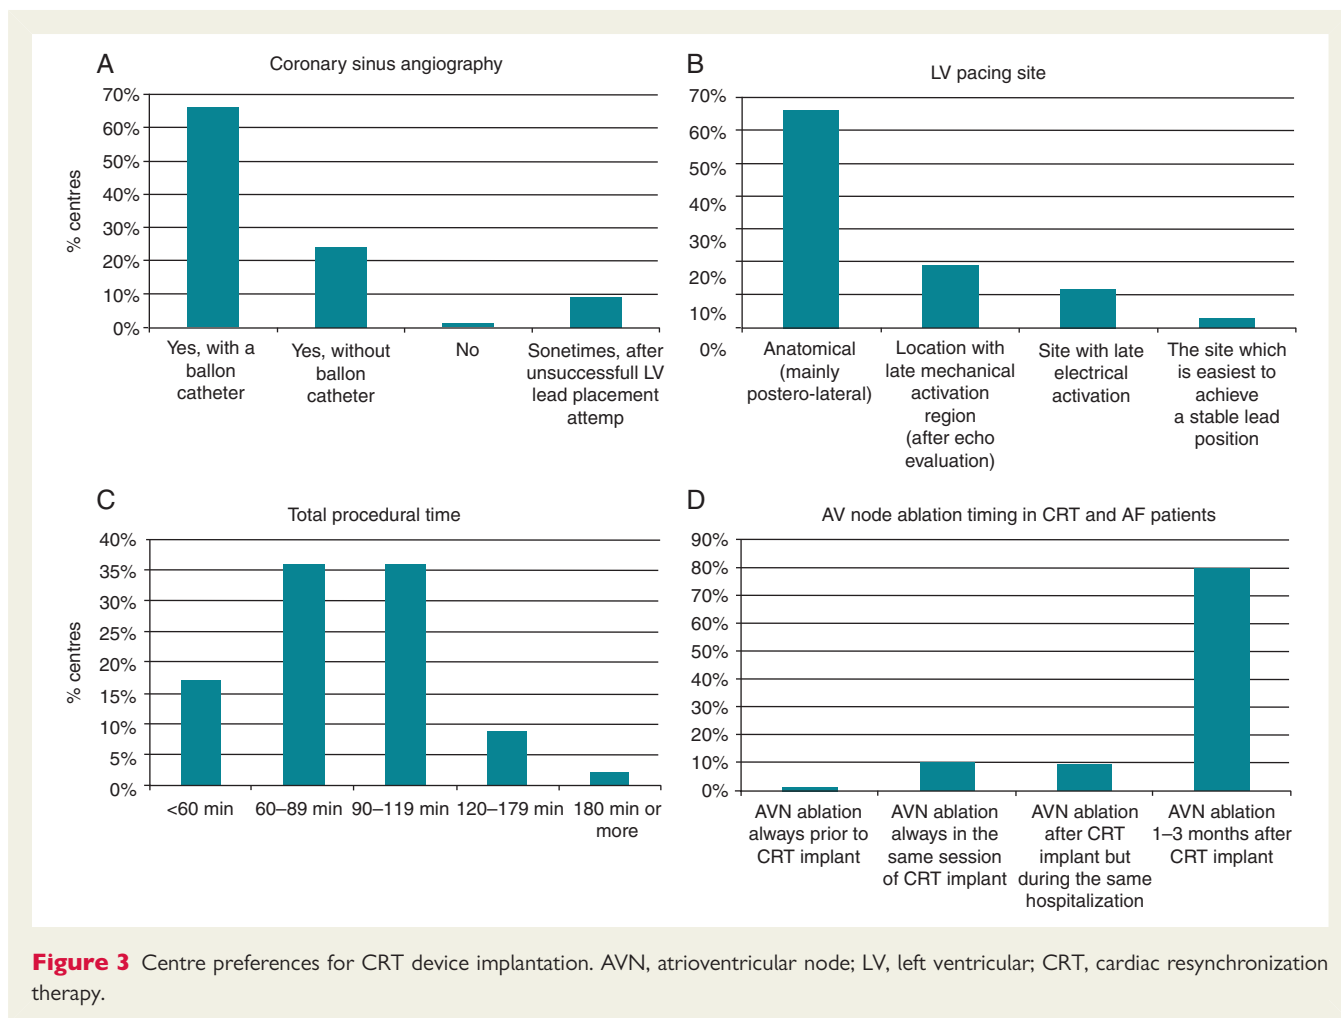 A
Coronary sinus angiography
70%
60%
50%
40%
30%
20%
10%
0%
% centres
Yes, with a
ballon
catheter
Yes, without
ballon
catheter
No
Sonetimes, after
unsuccessfull LV
lead placement
attemp
B
LV pacing site
70%
60%
50%
40%
30%
20%
10%
0%
Anatomical
(mainly
postero-lateral)
Location with
late mechanical
activation
region
(after echo
evaluation)
Site with late
electrical
activation
The site which
is easiest to
achieve
a stable lead
position
C
Total procedural time
40%
35%
30%
25%
20%
15%
10%
5%
0%
% centres
<60 min
60–89 min
90–119 min
120–179 min
180 min or
more
D
AV node ablation timing in CRT and AF patients
90%
80%
70%
60%
50%
40%
30%
20%
10%
0%
AVN ablation
always prior to
CRT implant
AVN ablation
always in the
same session
of CRT implant
AVN ablation
after CRT
implant but
during the same
hospitalization
AVN ablation
1–3 months after
CRT implant
Figure 3 Centre preferences for CRT device implantation. AVN, atrioventricular node; LV, left ventricular; CRT, cardiac resynchronization
therapy.